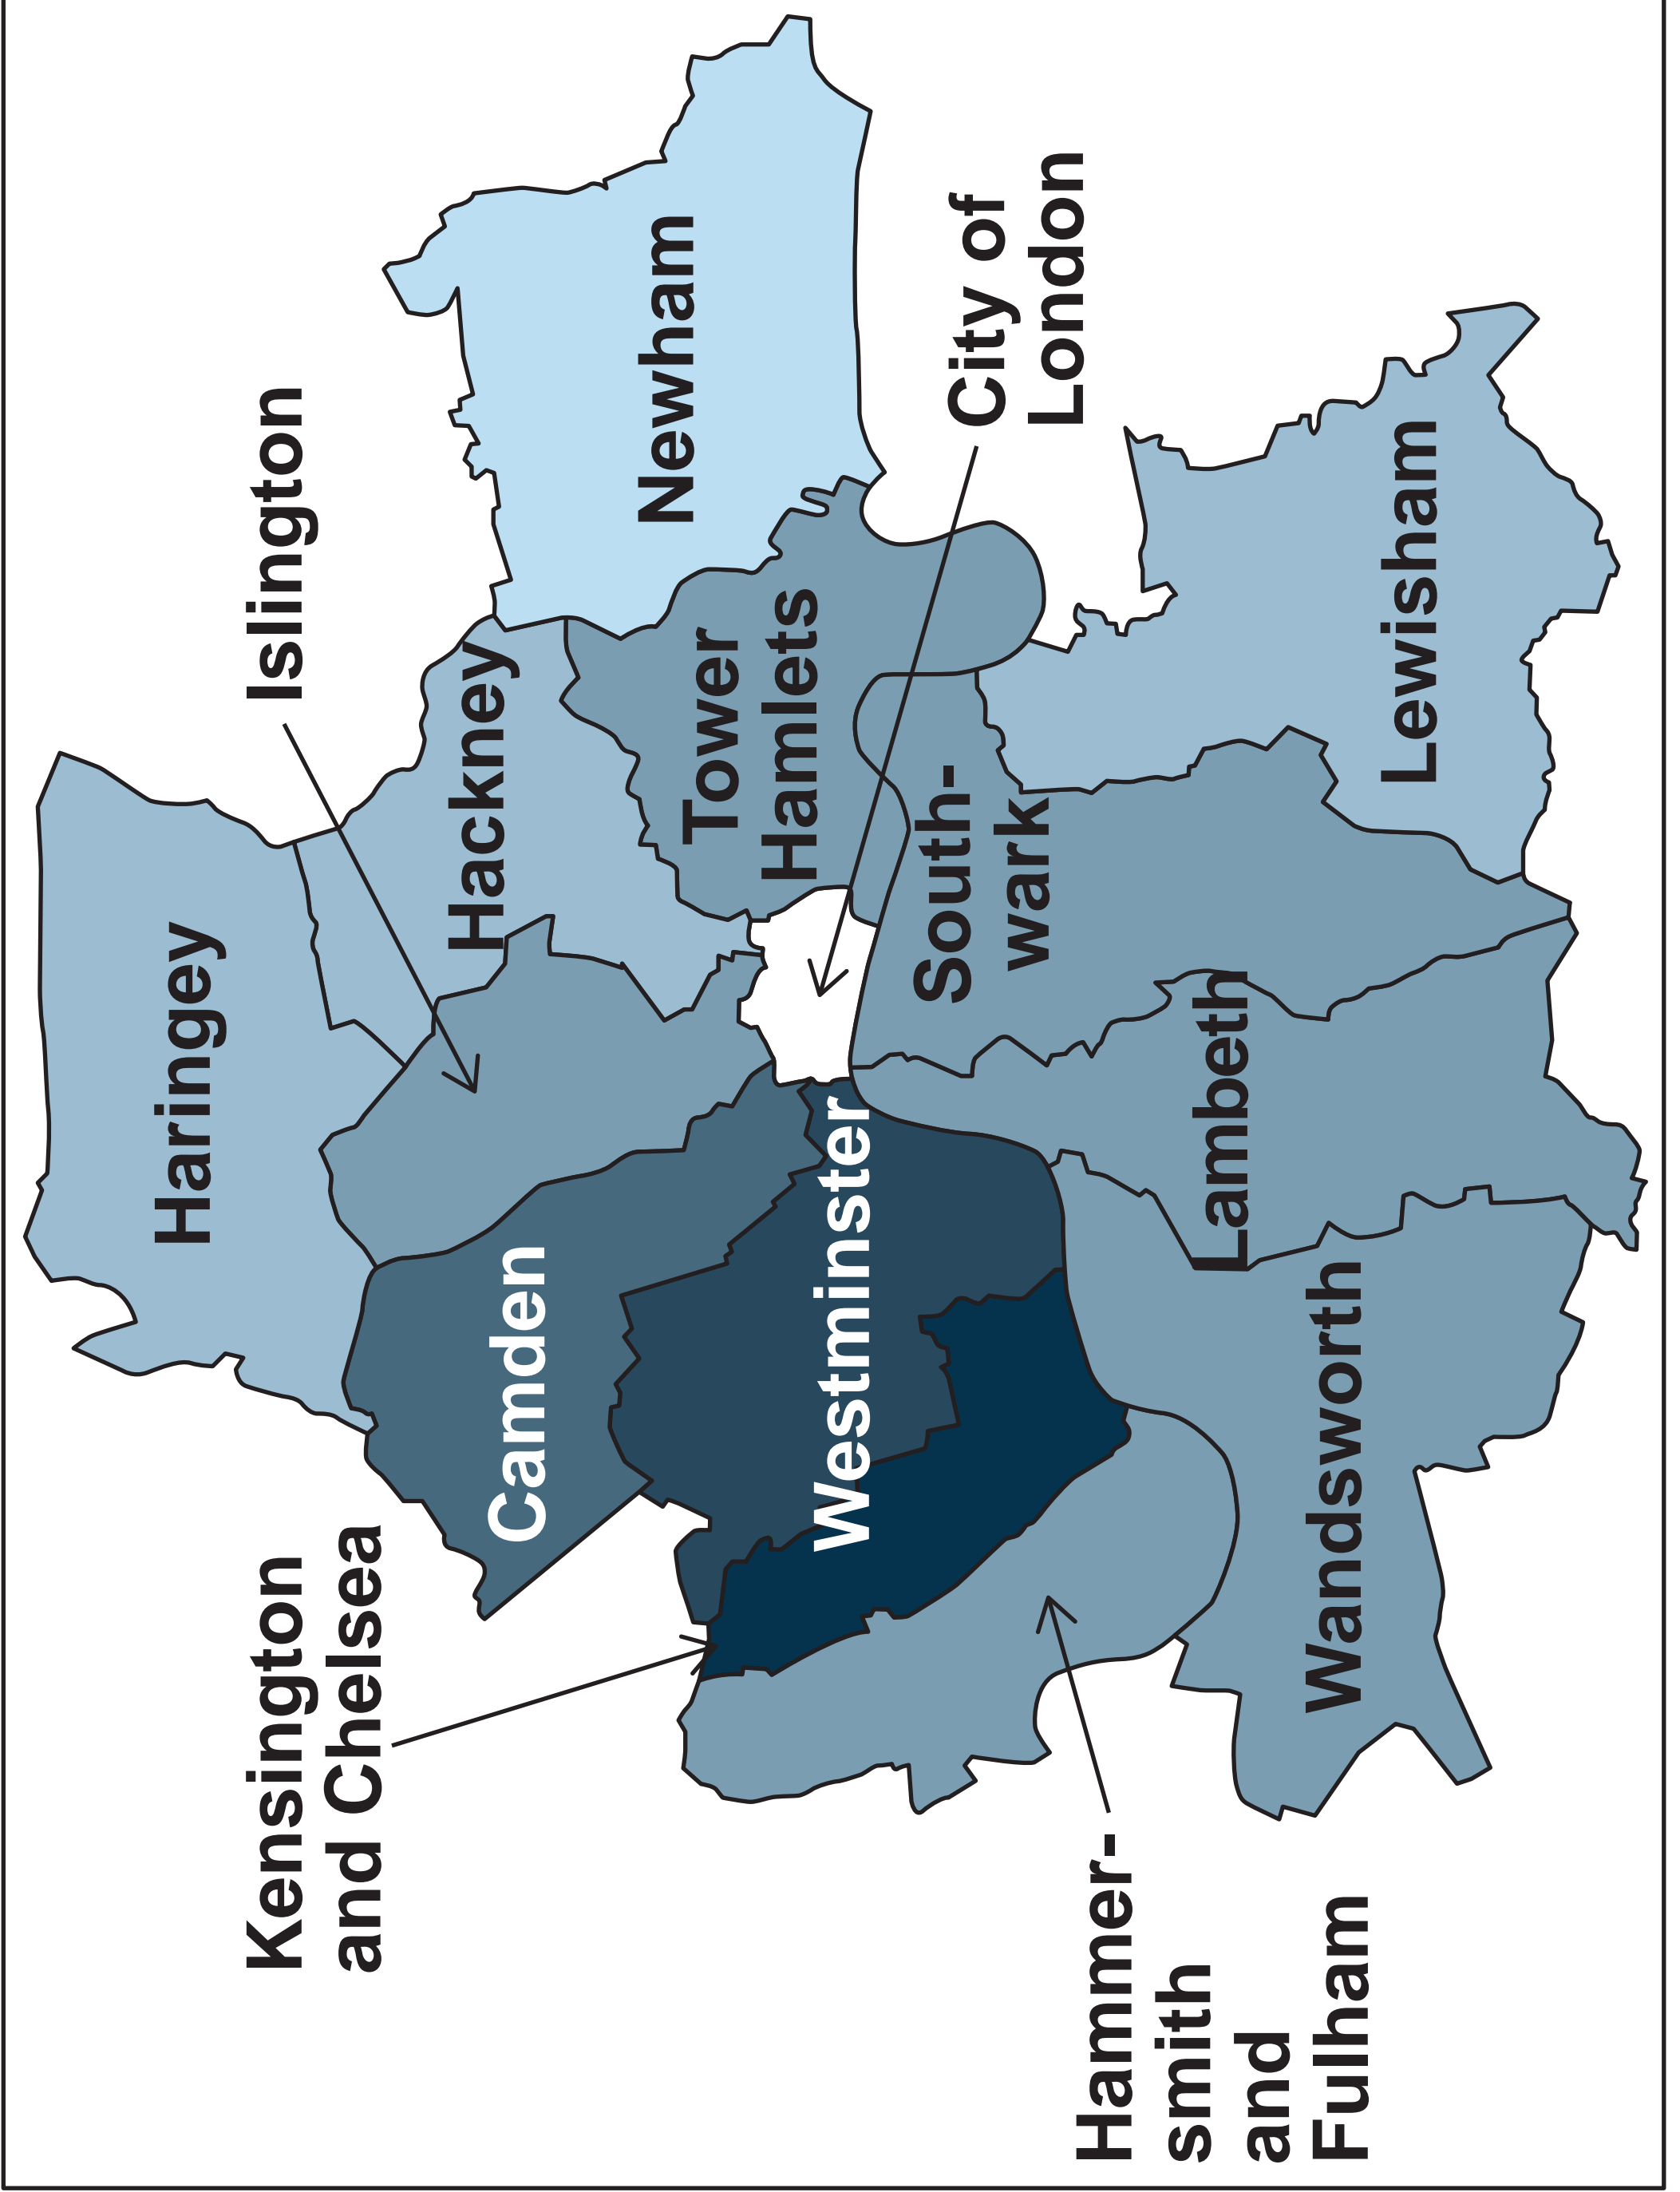 Haringey
Islington
Hackney
Kensington
and Chelsea
Camden
Newham
Tower
Hamlets
Westminster
City of
London
South-
wark
Hammer-
smith
and
Fulham
Lambeth
Wandsworth
Lewisham